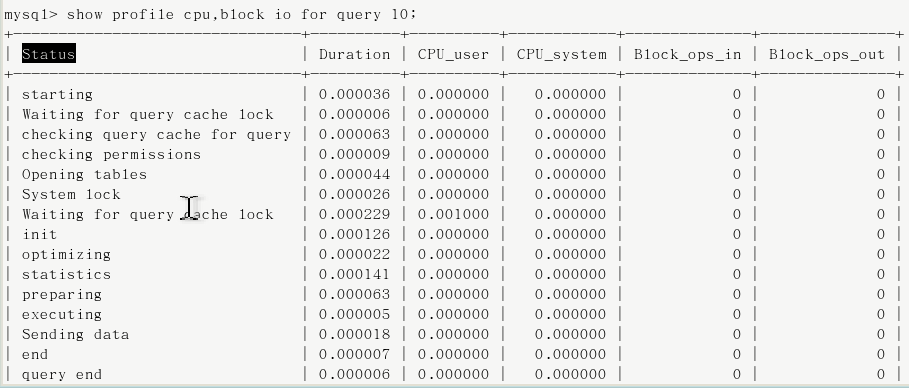 mysql> show profile cpu,block io for query 10;
+--------------------------------+----------+----------+------------+--------------+---------------+
| Status                         | Duration | CPU_user | CPU_system | Block_ops_in | Block_ops_out |
+--------------------------------+----------+----------+------------+--------------+---------------+
| starting                       | 0.000036 | 0.000000 |   0.000000 |            0 |             0 |
| Waiting for query cache lock   | 0.000006 | 0.000000 |   0.000000 |            0 |             0 |
| checking query cache for query | 0.000063 | 0.000000 |   0.000000 |            0 |             0 |
| checking permissions           | 0.000009 | 0.000000 |   0.000000 |            0 |             0 |
| Opening tables                 | 0.000044 | 0.000000 |   0.000000 |            0 |             0 |
| System lock                    | 0.000026 | 0.000000 |   0.000000 |            0 |             0 |
| Waiting for query cache lock   | 0.000229 | 0.001000 |   0.000000 |            0 |             0 |
| init                           | 0.000126 | 0.000000 |   0.000000 |            0 |             0 |
| optimizing                     | 0.000022 | 0.000000 |   0.000000 |            0 |             0 |
| statistics                     | 0.000141 | 0.000000 |   0.000000 |            0 |             0 |
| preparing                      | 0.000063 | 0.000000 |   0.000000 |            0 |             0 |
| executing                      | 0.000005 | 0.000000 |   0.000000 |            0 |             0 |
| Sending data                   | 0.000018 | 0.000000 |   0.000000 |            0 |             0 |
| end                            | 0.000007 | 0.000000 |   0.000000 |            0 |             0 |
| query end                      | 0.000006 | 0.000000 |   0.000000 |            0 |             0 |